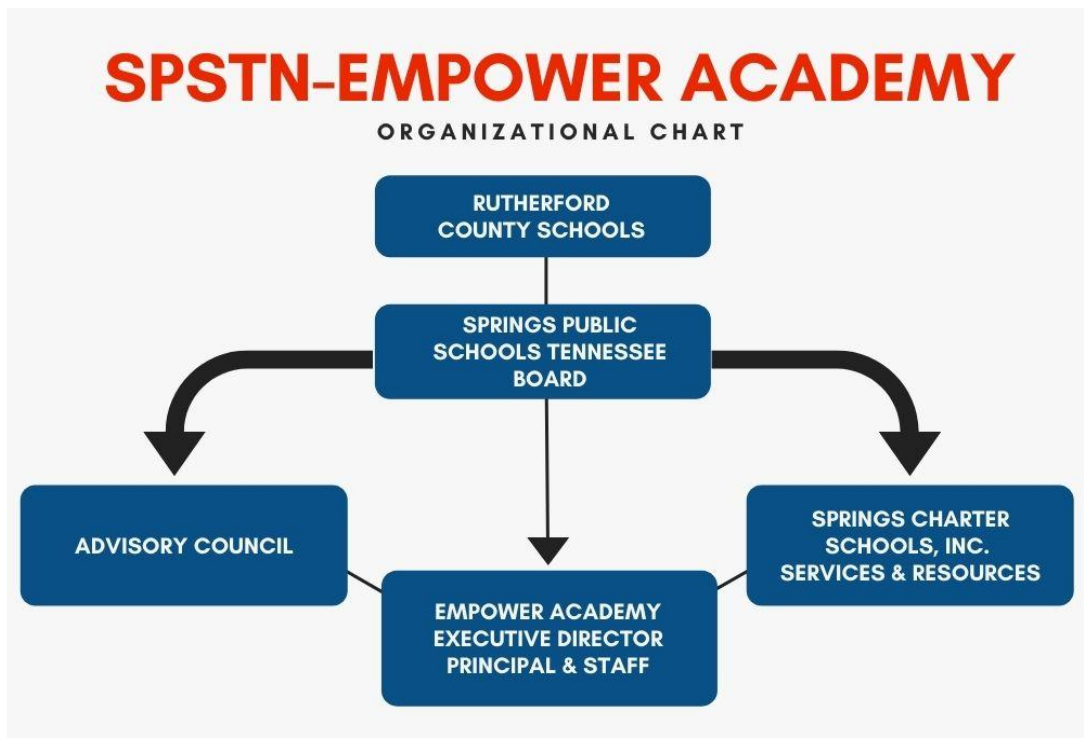 SPSTN-EMPOWER ACADEMY
ORGANIZATIONAL CHART
RUTHERFORD
COUNTY SCHOOLS
SPRINGS PUBLIC
SCHOOLS TENNESSEE
BOARD
ADVISORY COUNCIL
SPRINGS CHARTER
SCHOOLS, INC.
SERVICES & RESOURCES
EMPOWER ACADEMY
EXECUTIVE DIRECTOR
PRINCIPAL & STAFF